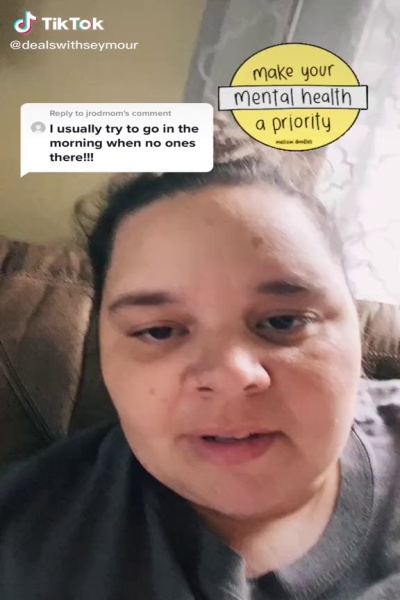 TikTok
@dealswithseymour
make your
mental health
a priority
mellow doodles
Reply to jrodmom's comment
I usually try to go in the
morning when no ones
there!!!